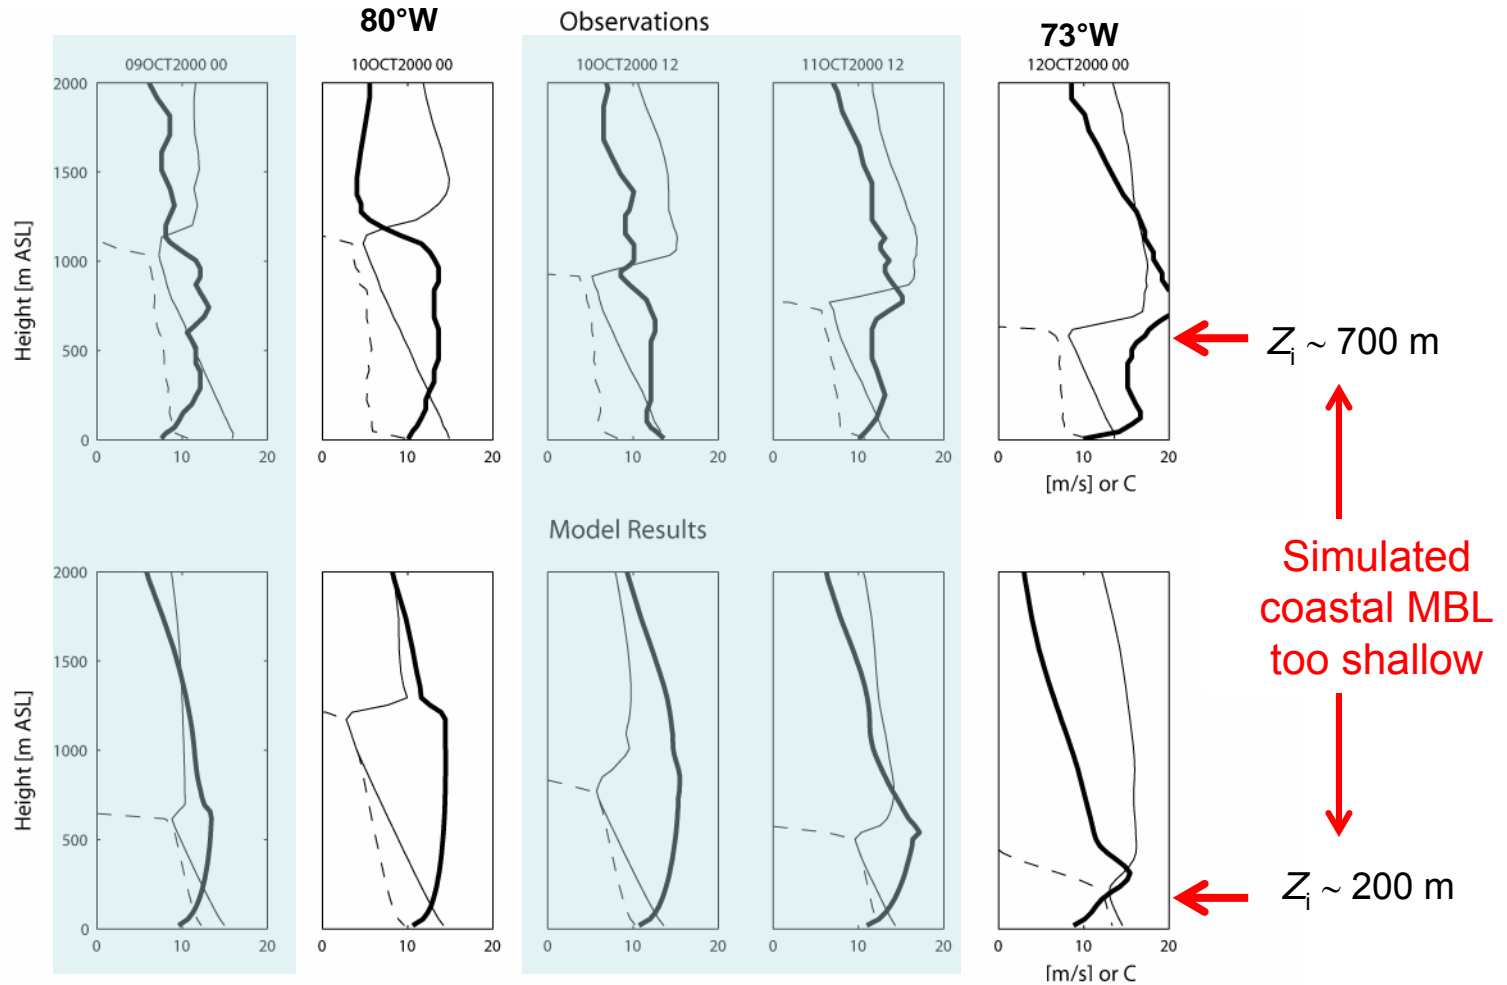 80°W
Observations
73°W
09OCT2000 00
10OCT2000 00
10OCT2000 12
11OCT2000 12
12OCT2000 00
2000
1500
1000
500
0
Height [m ASL]
0 10 20
0 10 20
0 10 20
0 10 20
0 10 20
[m/s] or C
Zi ~ 700 m
Simulated
coastal MBL
too shallow
Model Results
2000
1500
1000
500
0
Height [m ASL]
0 10 20
0 10 20
0 10 20
0 10 20
0 10 20
[m/s] or C
Zi ~ 200 m